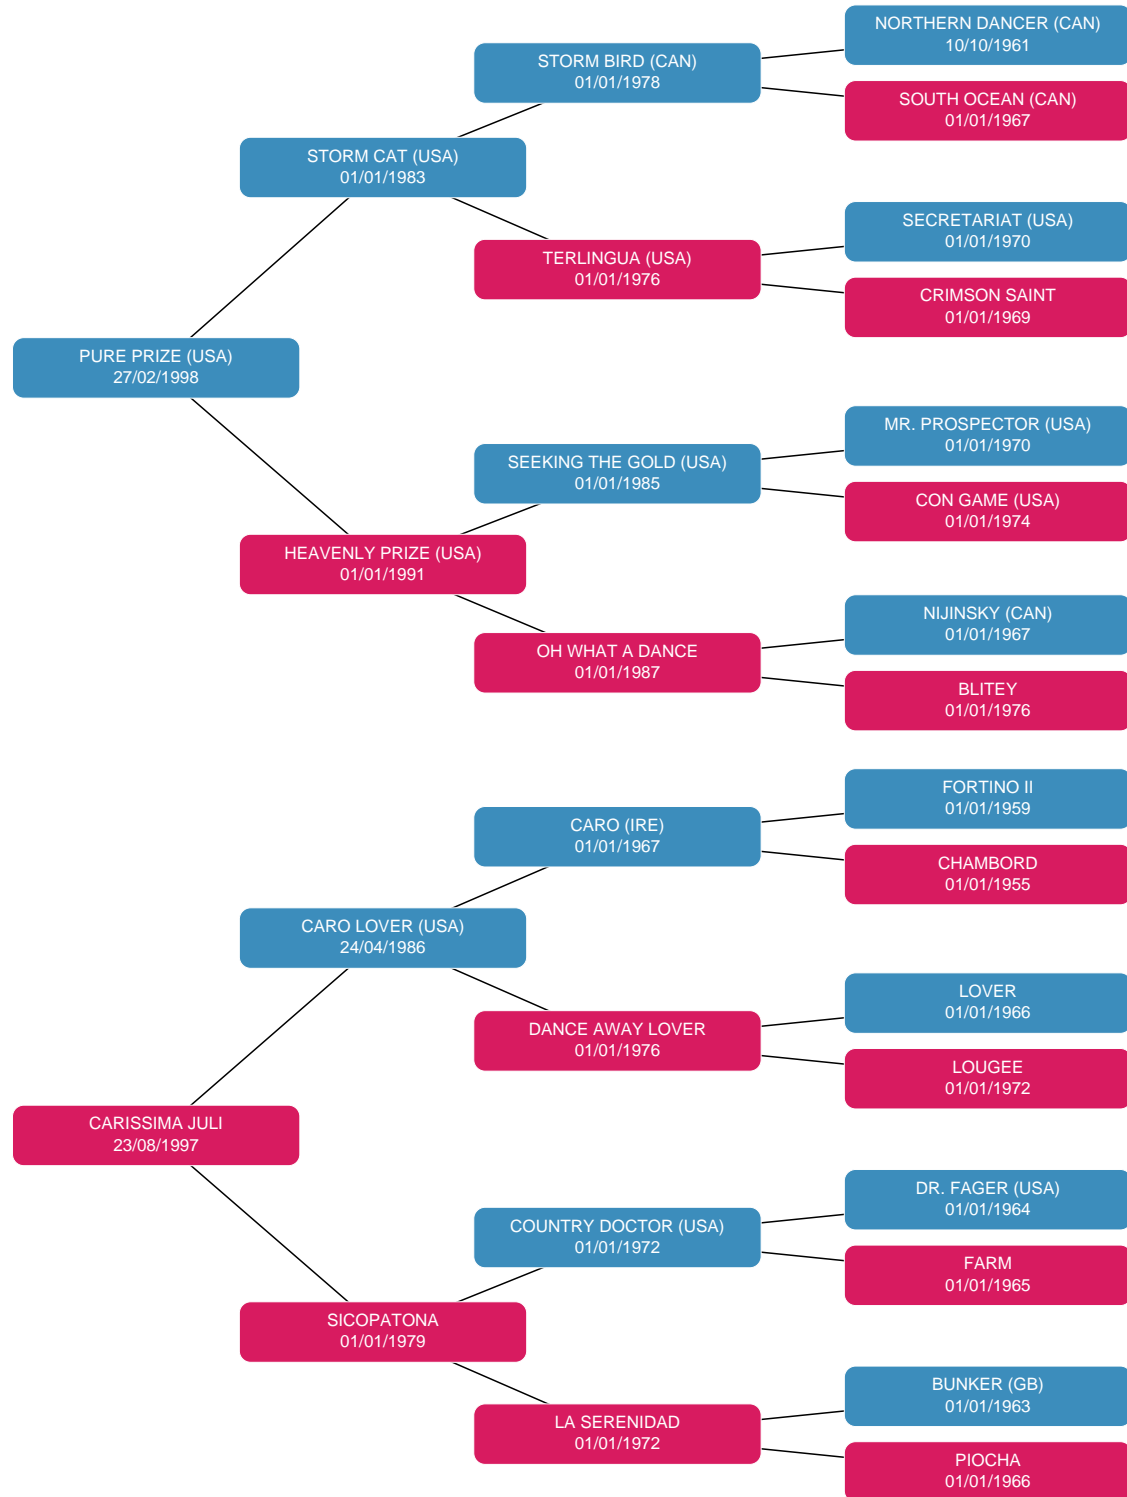 NORTHERN DANCER (CAN)
10/10/1961
STORM BIRD (CAN)
01/01/1978
SOUTH OCEAN (CAN)
01/01/1967
STORM CAT (USA)
01/01/1983
SECRETARIAT (USA)
01/01/1970
TERLINGUA (USA)
01/01/1976
CRIMSON SAINT
01/01/1969
PURE PRIZE (USA)
27/02/1998
MR. PROSPECTOR (USA)
01/01/1970
SEEKING THE GOLD (USA)
01/01/1985
CON GAME (USA)
01/01/1974
HEAVENLY PRIZE (USA)
01/01/1991
NIJINSKY (CAN)
01/01/1967
OH WHAT A DANCE
01/01/1987
BLITEY
01/01/1976
FORTINO II
01/01/1959
CARO (IRE)
01/01/1967
CHAMBORD
01/01/1955
CARO LOVER (USA)
24/04/1986
LOVER
01/01/1966
DANCE AWAY LOVER
01/01/1976
LOUGEE
01/01/1972
CARISSIMA JULI
23/08/1997
DR. FAGER (USA)
01/01/1964
COUNTRY DOCTOR (USA)
01/01/1972
FARM
01/01/1965
SICOPATONA
01/01/1979
BUNKER (GB)
01/01/1963
LA SERENIDAD
01/01/1972
PIOCHA
01/01/1966